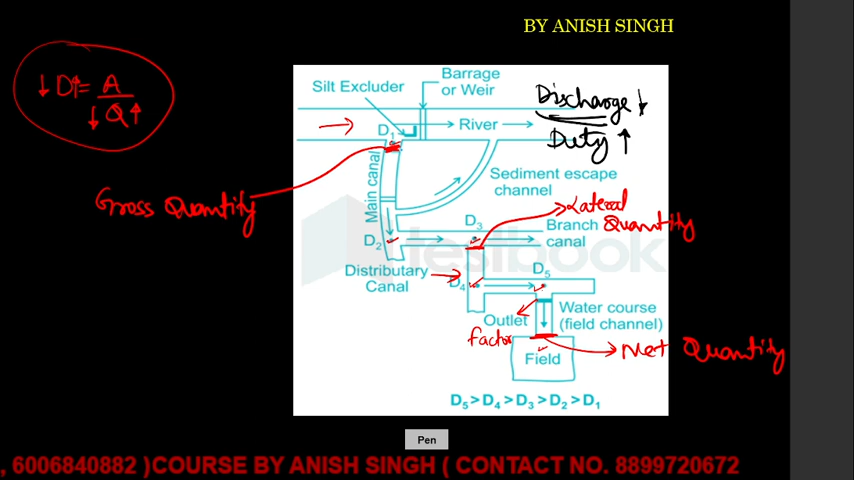 BY ANISH SINGH
↓ D↑ = A
↓ Q ↑
Silt Excluder
Barrage
or Weir
Discharge ↓
Duty ↑
D1
River
Main canal
Sediment escape
channel
Gross Quantity
Lateral
Quantity
D3
Branch
canal
D2
testbook
Distributary
Canal
D5
D4
Outlet
factor
Water course
(field channel)
Net Quantity
Field
D5 > D4 > D3 > D2 > D1
Pen
, 6006840882 )COURSE BY ANISH SINGH ( CONTACT NO. 8899720672